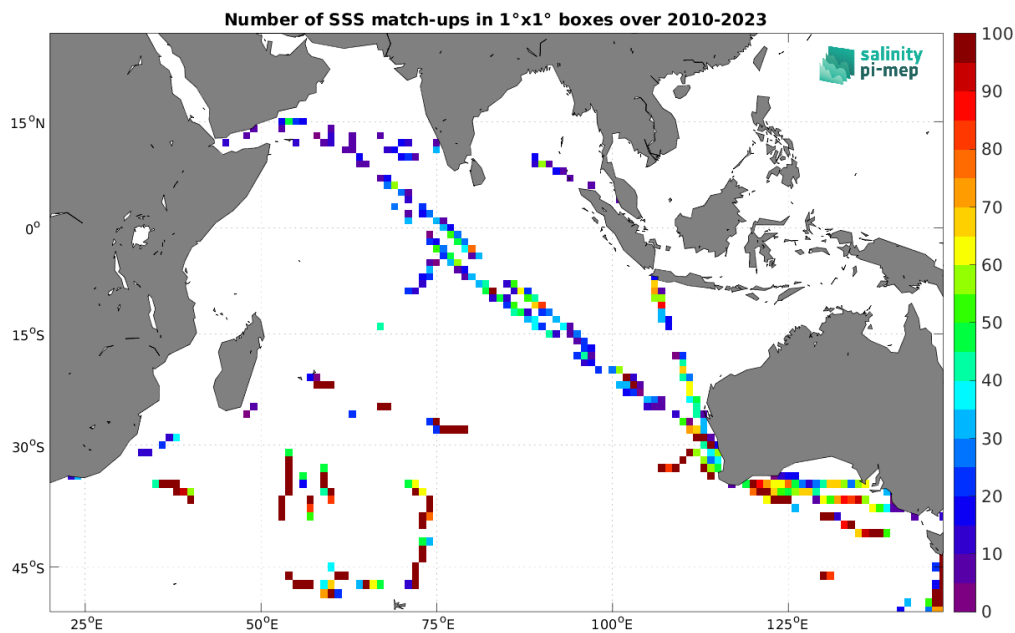 Number of SSS match-ups in 1°x1° boxes over 2010-2023
salinity
pi-mep
100
90
80
70
60
50
40
30
20
10
0
15°N
0°
15°S
30°S
45°S
25°E
50°E
75°E
100°E
125°E